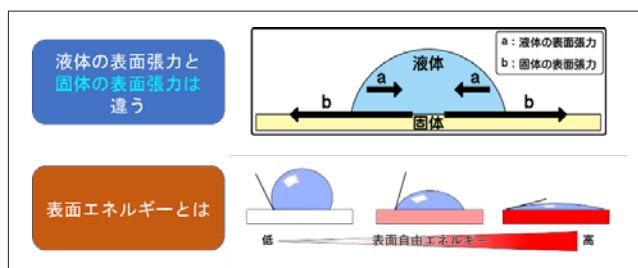 液体の表面張力と
固体の表面張力は
違う
a：液体の表面張力
b：固体の表面張力
液体
a
a
b
b
固体
表面エネルギーとは
低
表面自由エネルギー
高